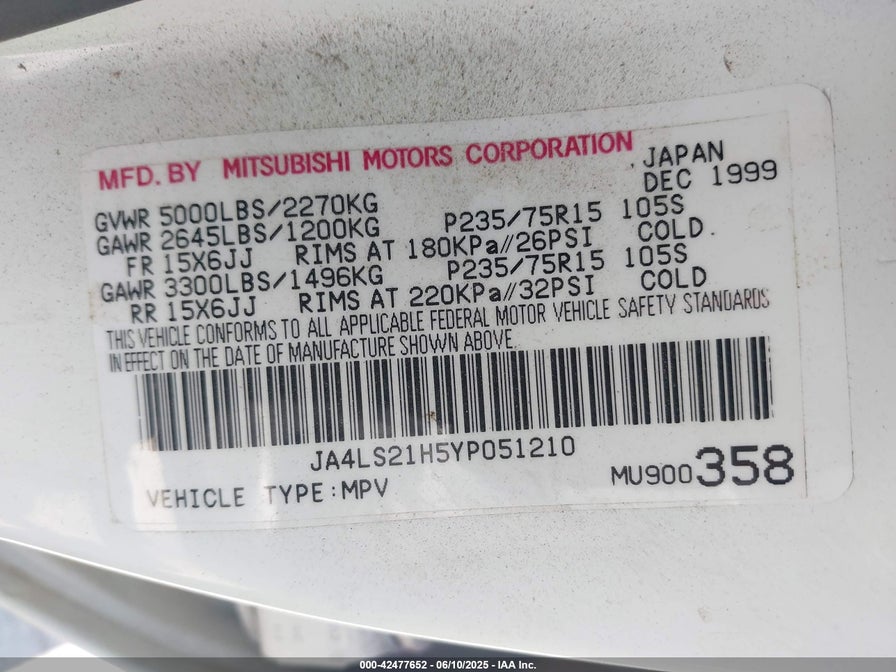 MFD. BY MITSUBISHI MOTORS CORPORATION
JAPAN
DEC 1999
GVWR 5000LBS/2270KG
GAWR 2645LBS/1200KG P235/75R15 105S
FR 15X6JJ RIMS AT 180KPa//26PSI COLD.
GAWR 3300LBS/1496KG P235/75R15 105S
RR 15X6JJ RIMS AT 220KPa//32PSI COLD
THIS VEHICLE CONFORMS TO ALL APPLICABLE FEDERAL MOTOR VEHICLE SAFETY STANDARDS
IN EFFECT ON THE DATE OF MANUFACTURE SHOWN ABOVE.
JA4LS21H5YP051210
VEHICLE TYPE:MPV
MU900358
000-42477652 - 06/10/2025 - IAA Inc.